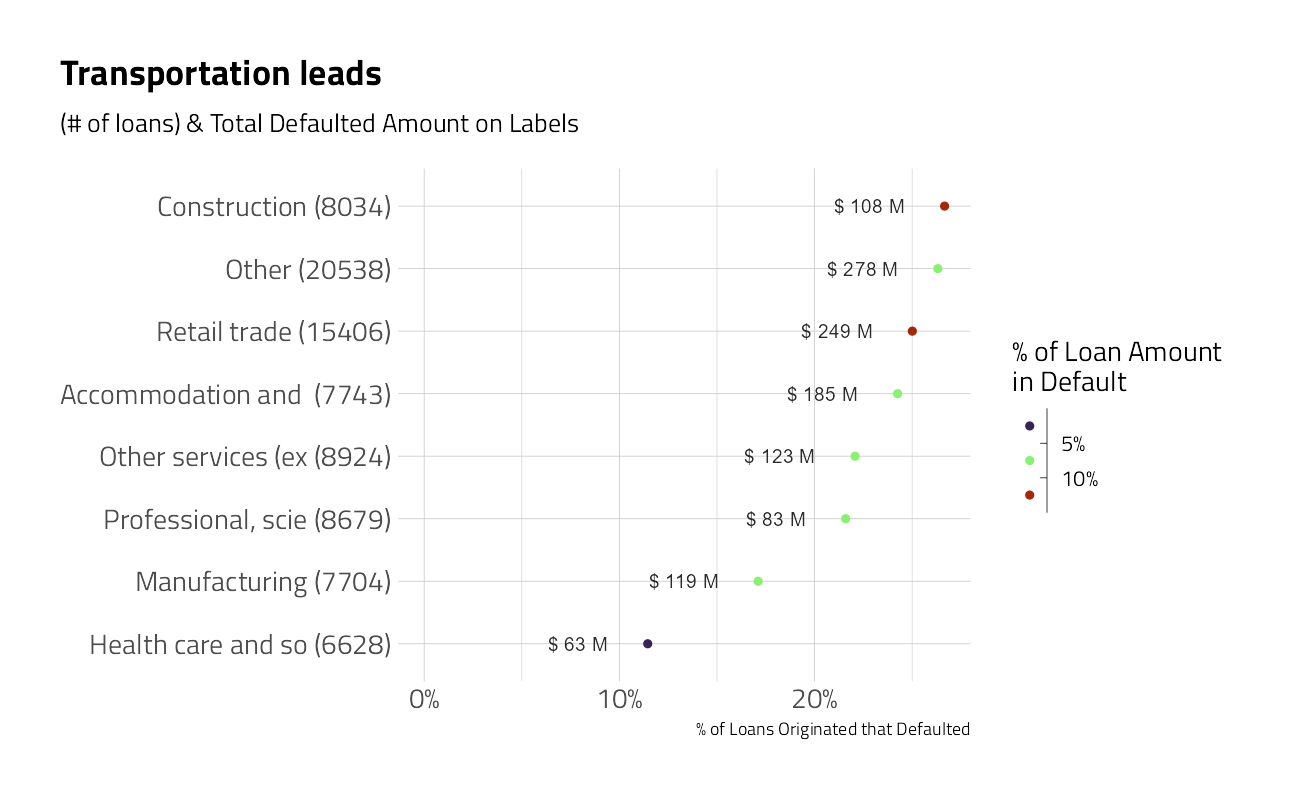 Transportation leads
(# of loans) & Total Defaulted Amount on Labels
Construction (8034)
$ 108 M
Other (20538)
$ 278 M
Retail trade (15406)
$ 249 M
Accommodation and  (7743)
$ 185 M
Other services (ex (8924)
$ 123 M
Professional, scie (8679)
$ 83 M
Manufacturing (7704)
$ 119 M
Health care and so (6628)
$ 63 M
0% 10% 20%
% of Loans Originated that Defaulted
% of Loan Amount
in Default
5%
10%